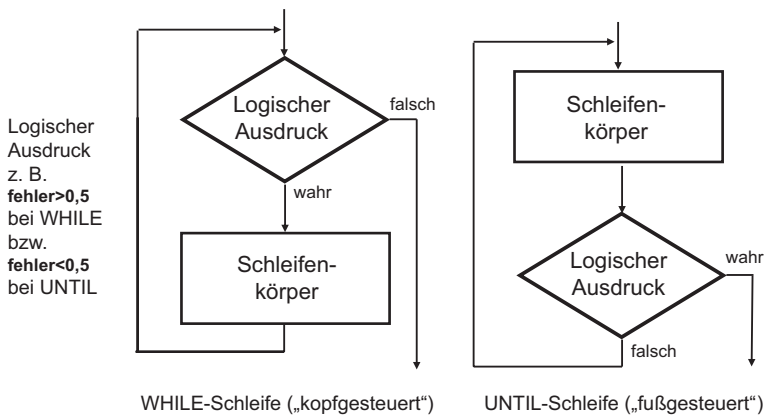 Logischer
Ausdruck
z. B.
fehler>0,5
bei WHILE
bzw.
fehler<0,5
bei UNTIL
Logischer
Ausdruck
falsch
wahr
Schleifen-
körper
WHILE-Schleife („kopfgesteuert“)
Schleifen-
körper
Logischer
Ausdruck
wahr
falsch
UNTIL-Schleife („fußgesteuert“)